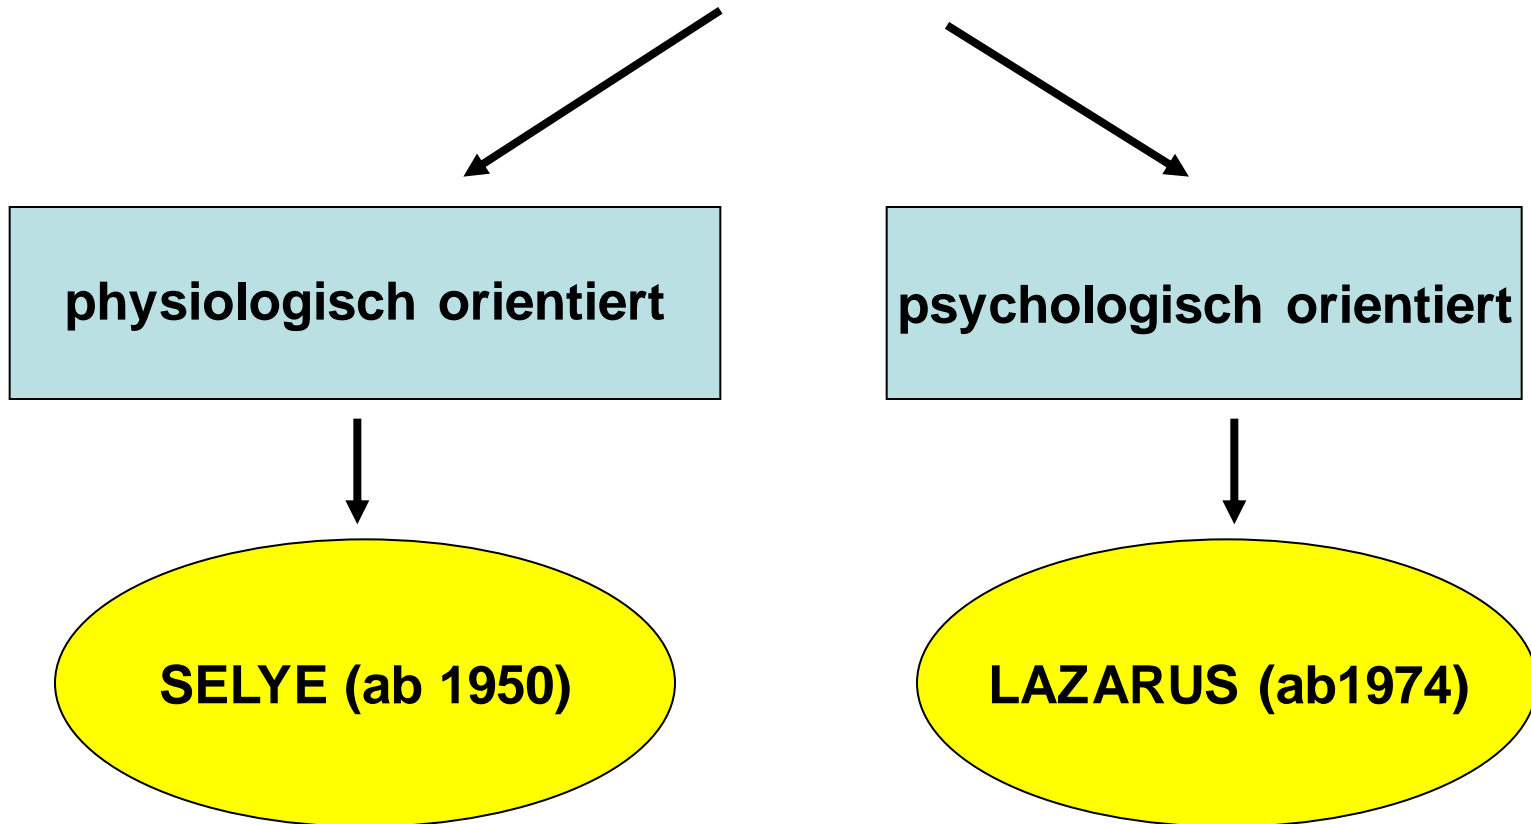 physiologisch orientiert
psychologisch orientiert
SELYE (ab 1950)
LAZARUS (ab1974)